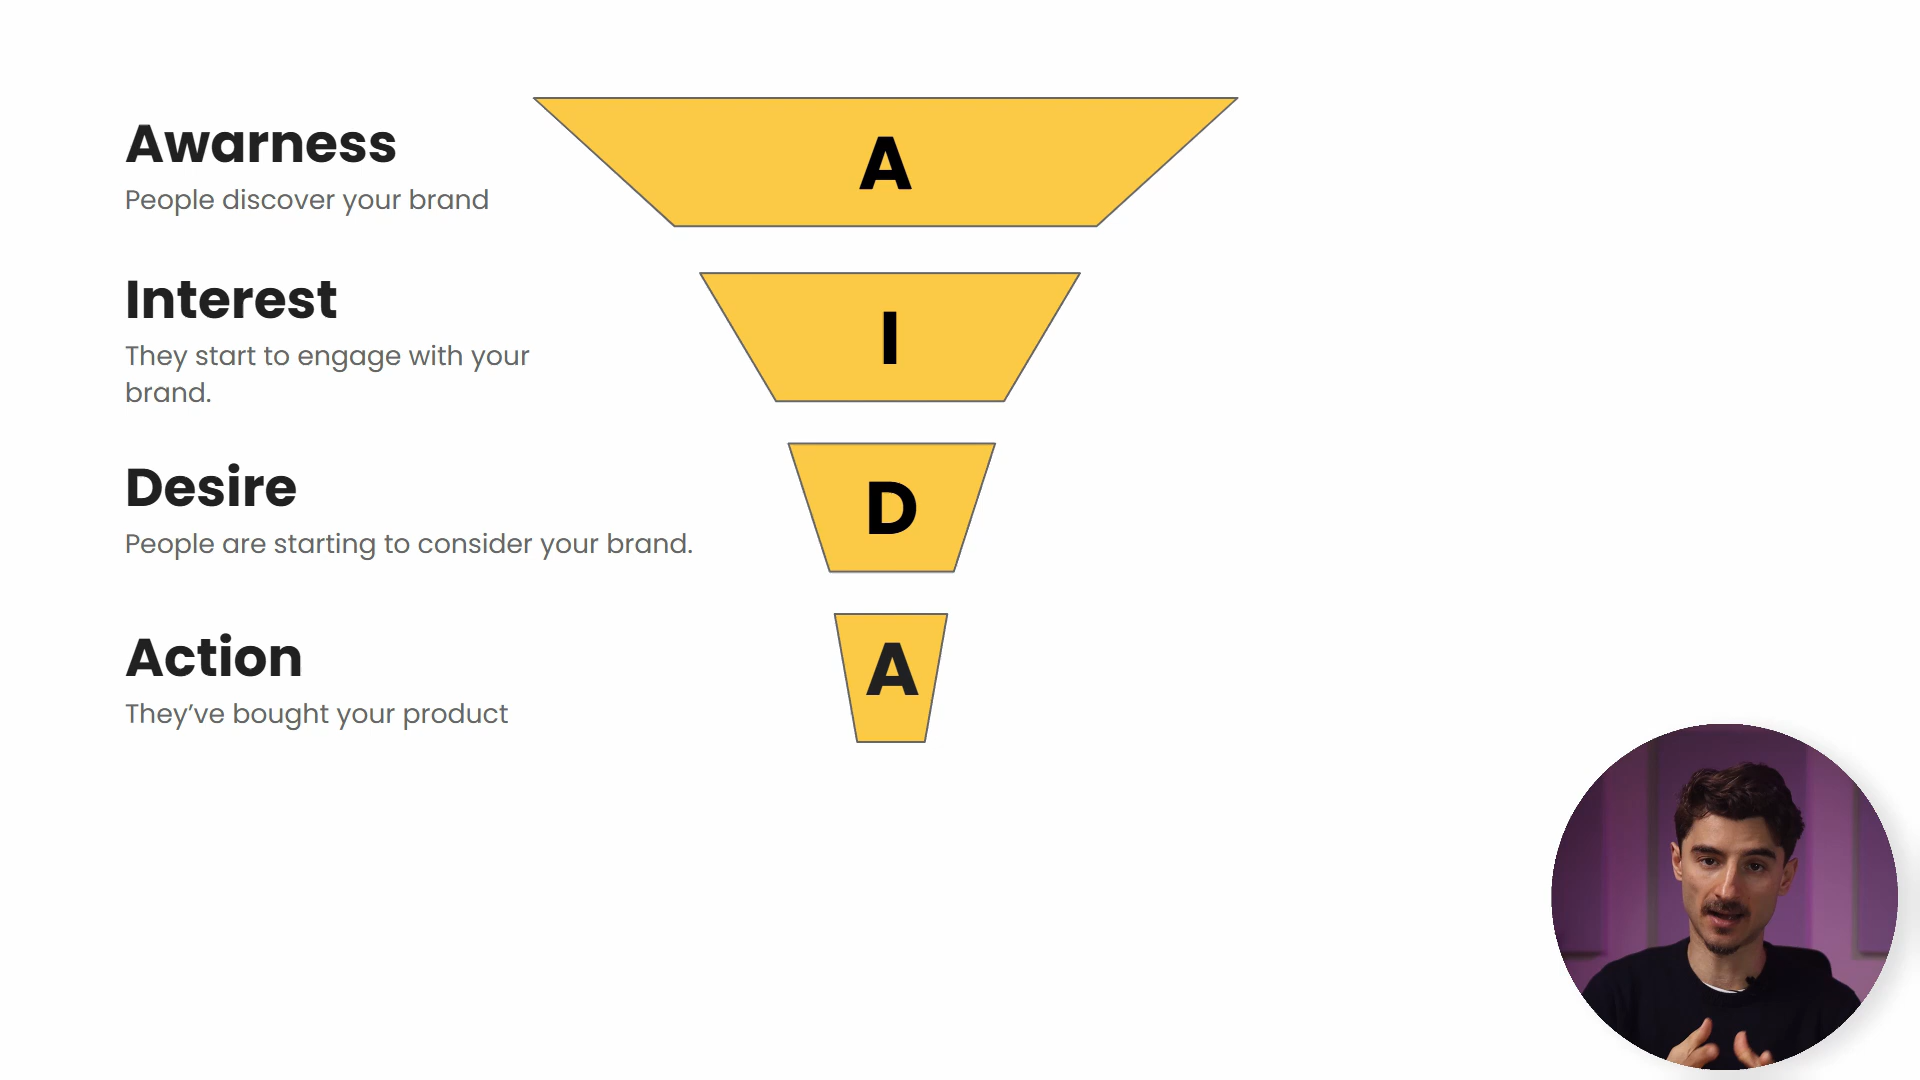 Awarness
People discover your brand
A
Interest
They start to engage with your
brand.
I
Desire
People are starting to consider your brand.
D
Action
They’ve bought your product
A